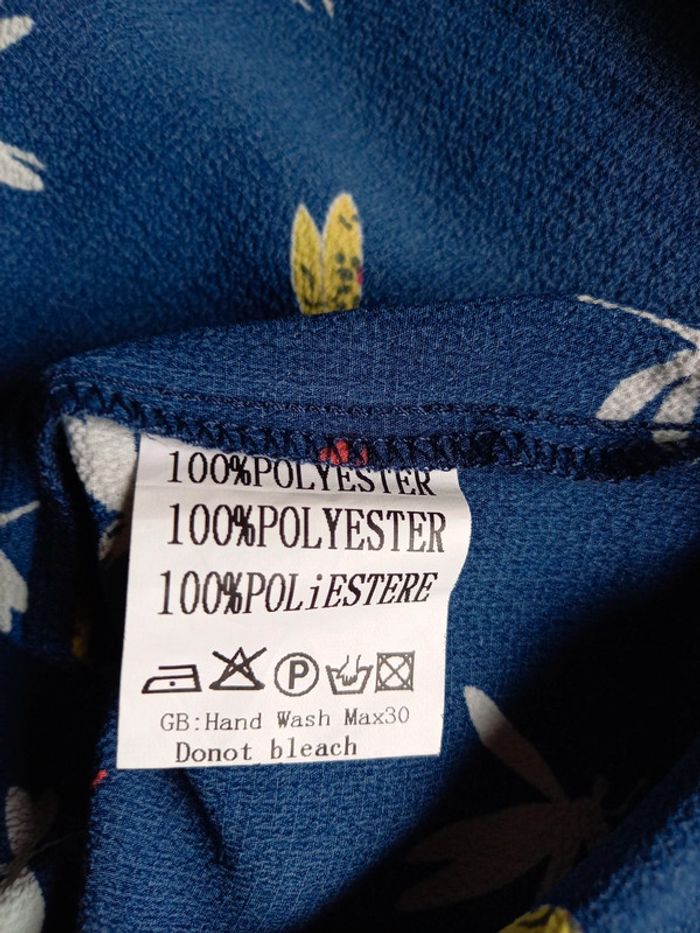 100%POLYESTER
100%POLYESTER
100%POLiESTERE
P
GB:Hand Wash Max30
Donot bleach